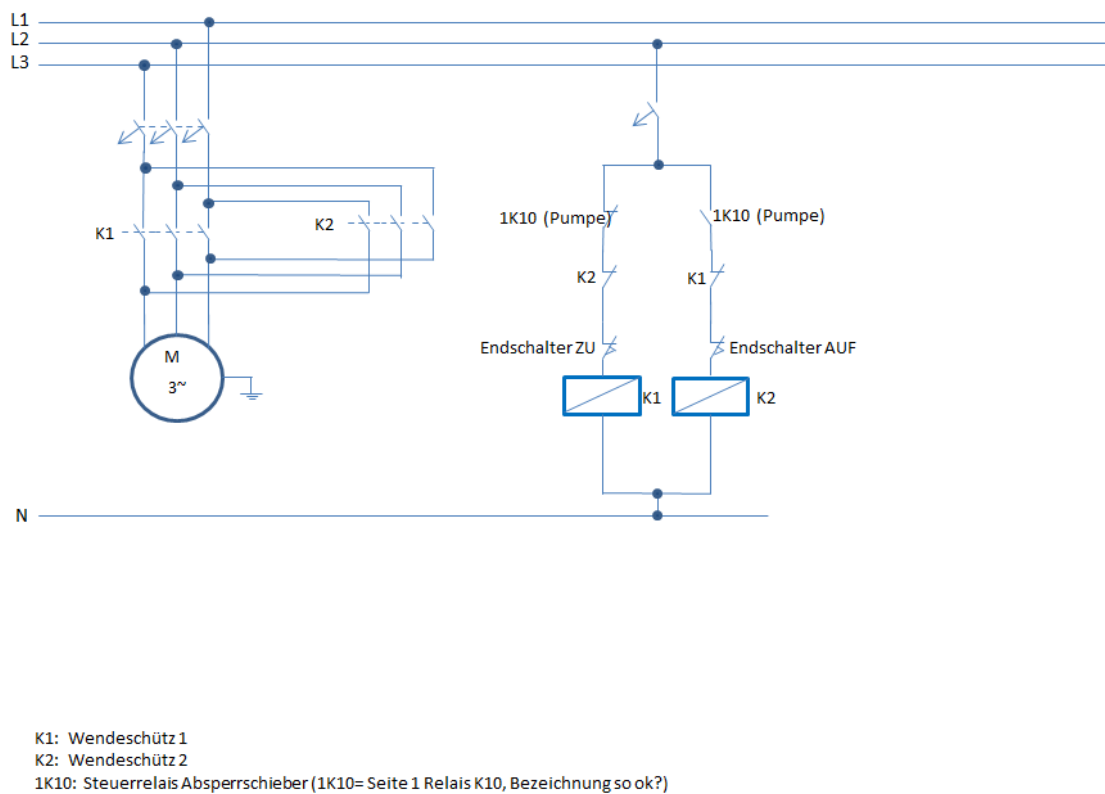 L1
L2
L3
1K10 (Pumpe)
1K10 (Pumpe)
K1
K2
K2
K1
Endschalter ZU
Endschalter AUF
M
3~
K1
K2
N
K1: Wendeschütz 1
K2: Wendeschütz 2
1K10: Steuerrelais Absperrschieber (1K10= Seite 1 Relais K10, Bezeichnung so ok?)